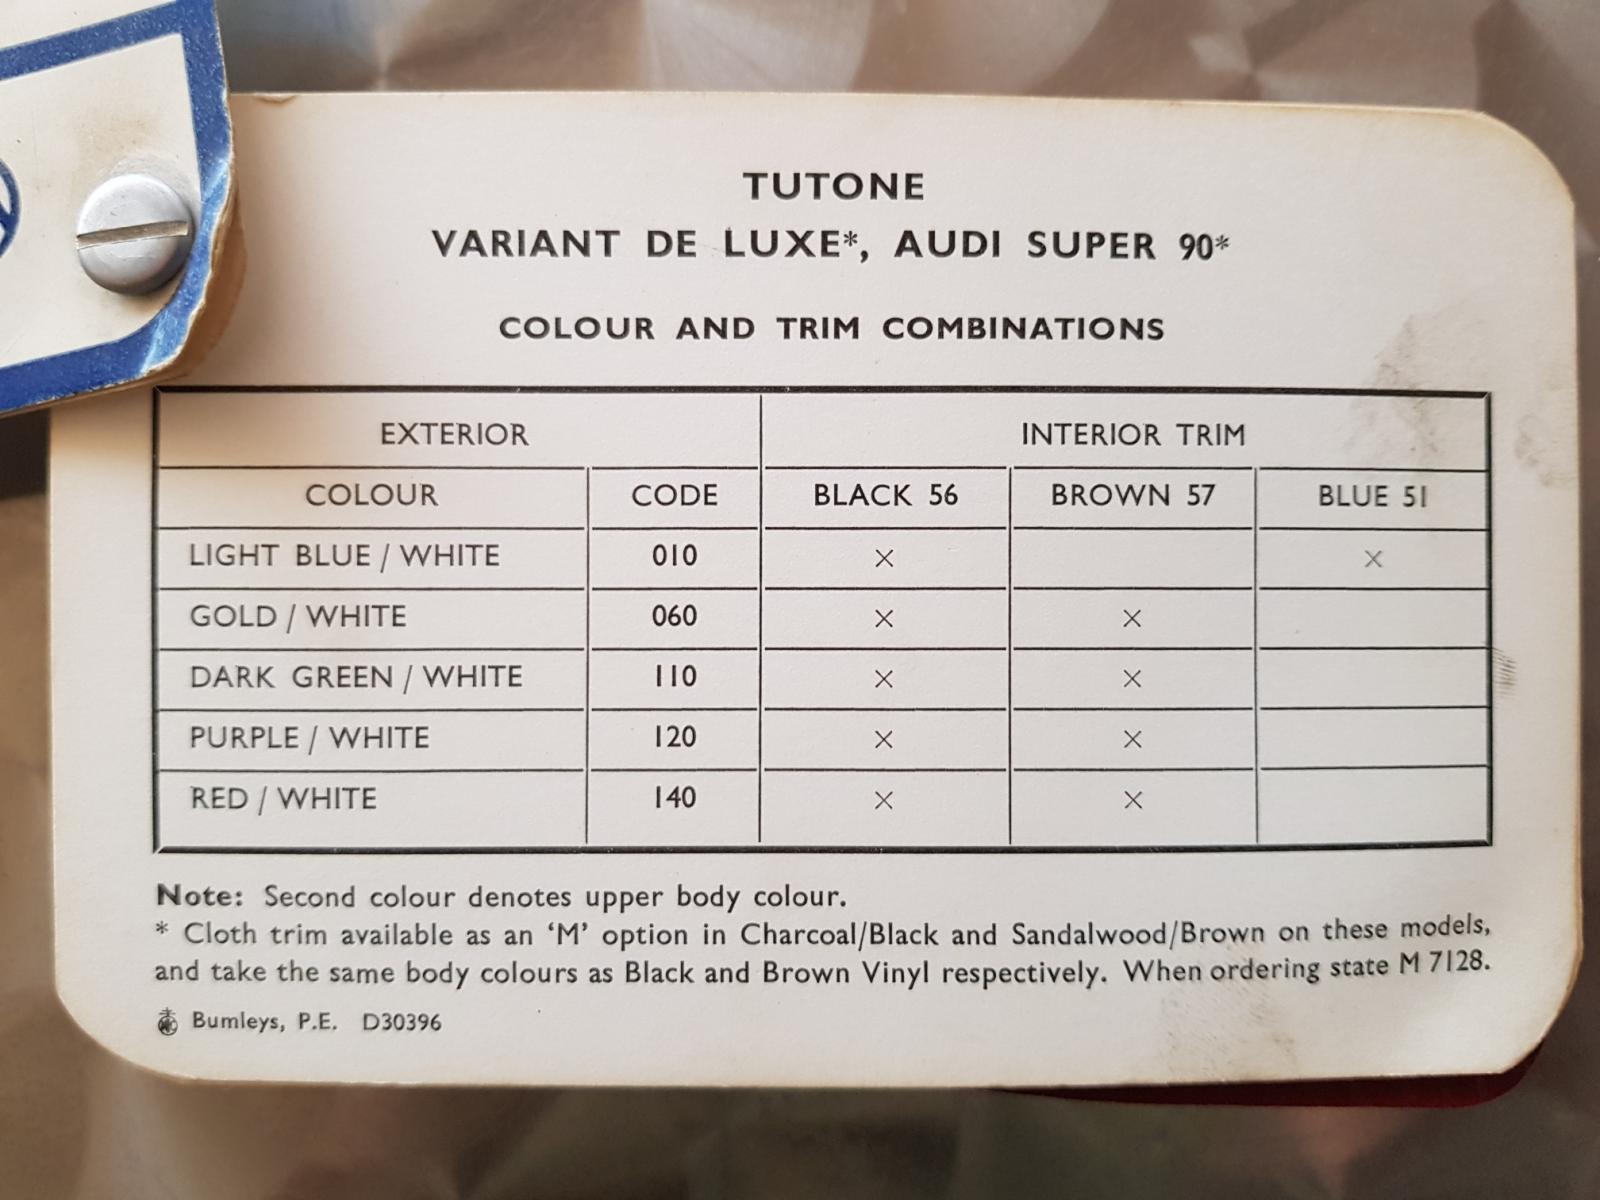 TUTONE
VARIANT DE LUXE*, AUDI SUPER 90*
COLOUR AND TRIM COMBINATIONS
EXTERIOR INTERIOR TRIM
COLOUR CODE BLACK 56 BROWN 57 BLUE 51
LIGHT BLUE / WHITE 010 × ×
GOLD / WHITE 060 × ×
DARK GREEN / WHITE 110 × ×
PURPLE / WHITE 120 × ×
RED / WHITE 140 × ×
Note: Second colour denotes upper body colour.
* Cloth trim available as an ‘M’ option in Charcoal/Black and Sandalwood/Brown on these models,
and take the same body colours as Black and Brown Vinyl respectively. When ordering state M 7128.
Bumleys, P.E. D30396